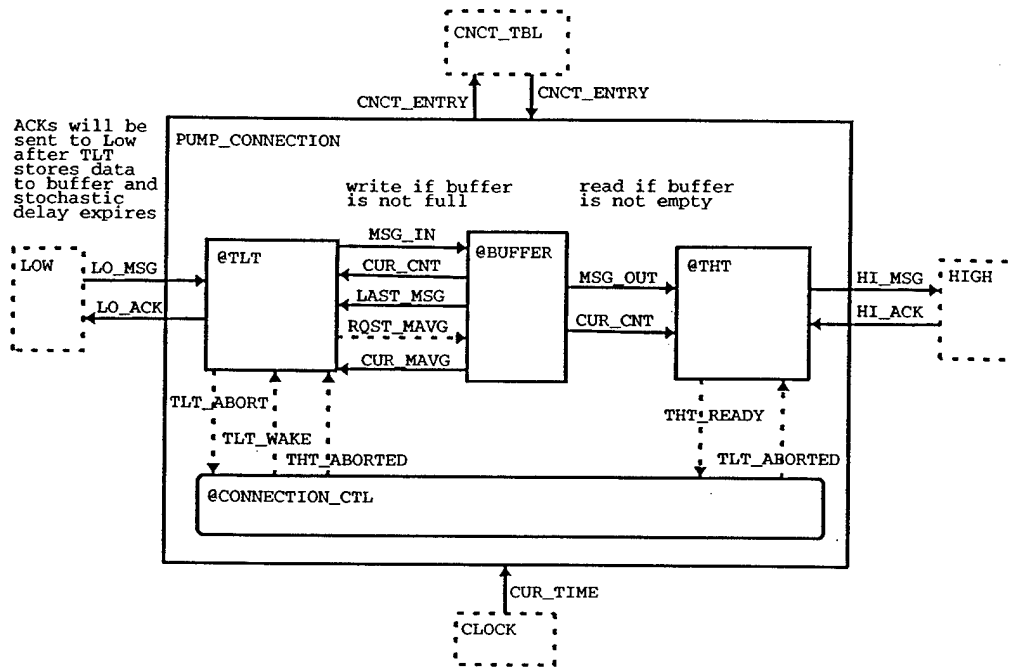 CNCT_TBL
CNCT_ENTRY
CNCT_ENTRY
ACKs will be
sent to Low
after TLT
stores data
to buffer and
stochastic
delay expires
PUMP_CONNECTION
write if buffer
is not full
read if buffer
is not empty
LOW
LO_MSG
LO_ACK
@TLT
MSG_IN
CUR_CNT
LAST_MSG
RQST_MAVG
CUR_MAVG
@BUFFER
MSG_OUT
CUR_CNT
@THT
HI_MSG
HI_ACK
HIGH
TLT_ABORT
TLT_WAKE
THT_ABORTED
THT_READY
TLT_ABORTED
@CONNECTION_CTL
CUR_TIME
CLOCK